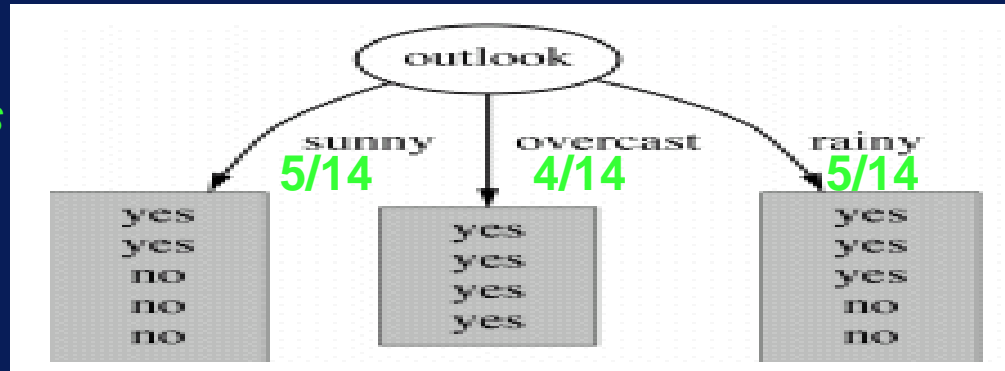 outlook
sunny overcast rainy
5/14 4/14 5/14
yes
yes
no
no
no
yes
yes
yes
yes
yes
yes
yes
no
no